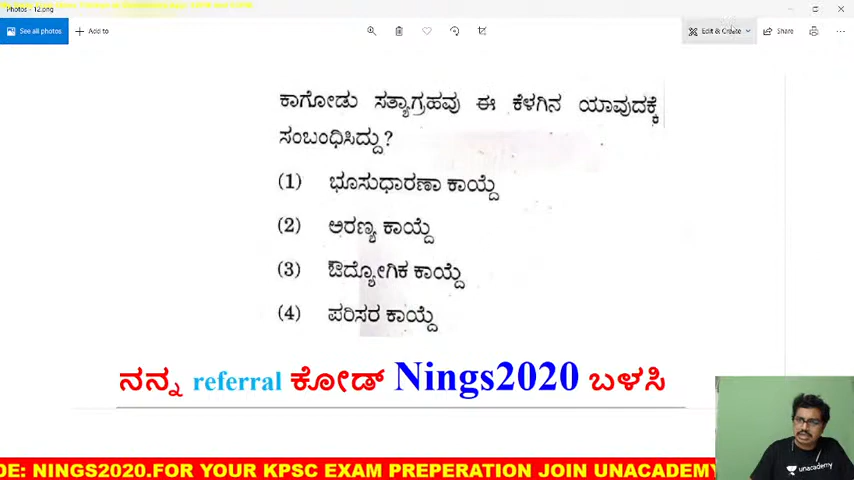 Photos - 12.png
See all photos
Add to
Edit & Create
Share
ಕಾಗೋಡು ಸತ್ಯಾಗ್ರಹವು ಈ ಕೆಳಗಿನ ಯಾವುದಕ್ಕೆ
ಸಂಬಂಧಿಸಿದ್ದು?
(1) ಭೂಸುಧಾರಣಾ ಕಾಯ್ದೆ
(2) ಅರಣ್ಯ ಕಾಯ್ದೆ
(3) ಔದ್ಯೋಗಿಕ ಕಾಯ್ದೆ
(4) ಪರಿಸರ ಕಾಯ್ದೆ
ನನ್ನ referral ಕೋಡ್ Nings2020 ಬಳಸಿ
unacademy
DE: NINGS2020.FOR YOUR KPSC EXAM PREPERATION JOIN UNACADEMY